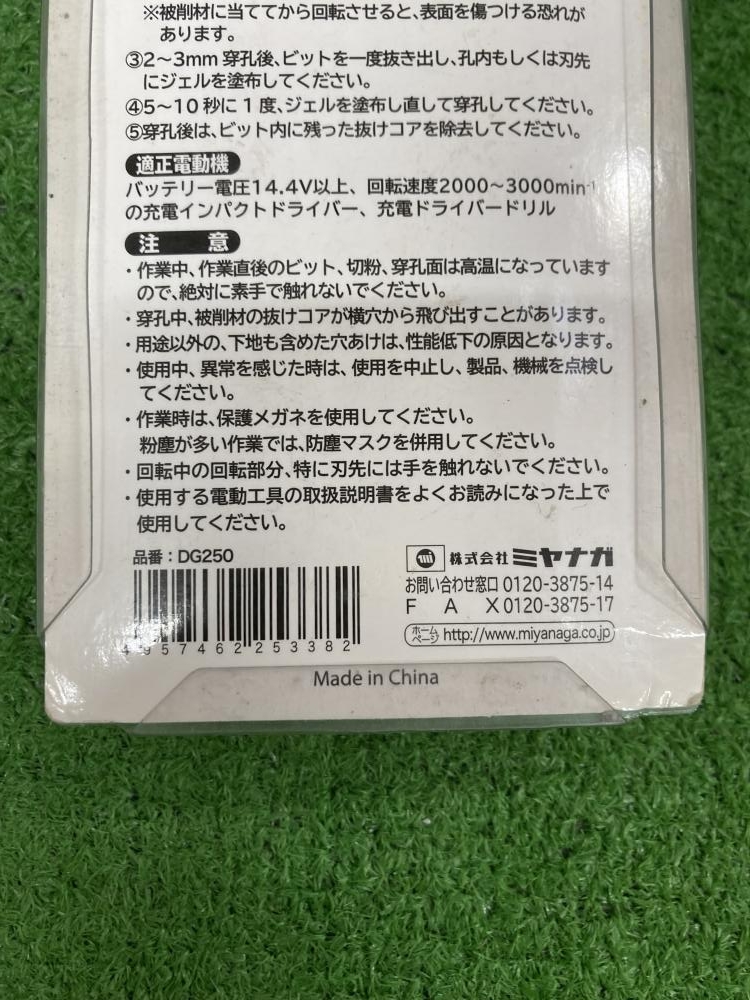 ※被削材に当ててから回転させると、表面を傷つける恐れが
あります。
③2～3mm 穿孔後、ビットを一度抜き出し、孔内もしくは刃先
にジェルを塗布してください。
④5～10 秒に 1 度、ジェルを塗布し直して穿孔してください。
⑤穿孔後は、ビット内に残った抜けコアを除去してください。
適正電動機
バッテリー電圧14.4V以上、回転速度2000～3000min-1
の充電インパクトドライバー、充電ドライバードリル
注 意
・作業中、作業直後のビット、切粉、穿孔面は高温になっています
ので、絶対に素手で触れないでください。
・穿孔中、被削材の抜けコアが横穴から飛び出すことがあります。
・用途以外の、下地も含めた穴あけは、性能低下の原因となります。
・使用中、異常を感じた時は、使用を中止し、製品、機械を点検し
てください。
・作業時は、保護メガネを使用してください。
粉塵が多い作業では、防塵マスクを併用してください。
・回転中の回転部分、特に刃先には手を触れないでください。
・使用する電動工具の取扱説明書をよくお読みになった上で
使用してください。
品番：DG250
株式会社 ミヤナガ
お問い合わせ窓口 0120-3875-14
F A X 0120-3875-17
ホームページ http://www.miyanaga.co.jp
4957462253382
Made in China